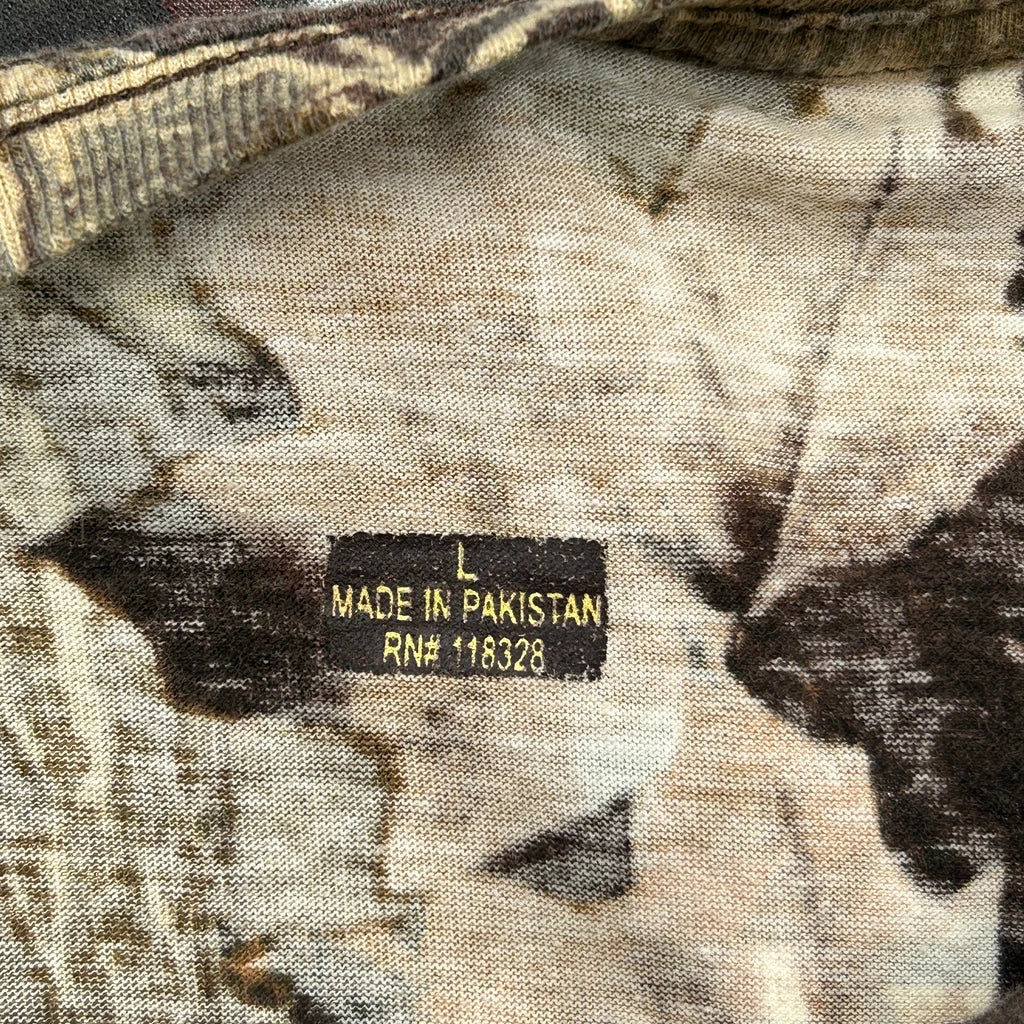 L
MADE IN PAKISTAN
RN# 118328